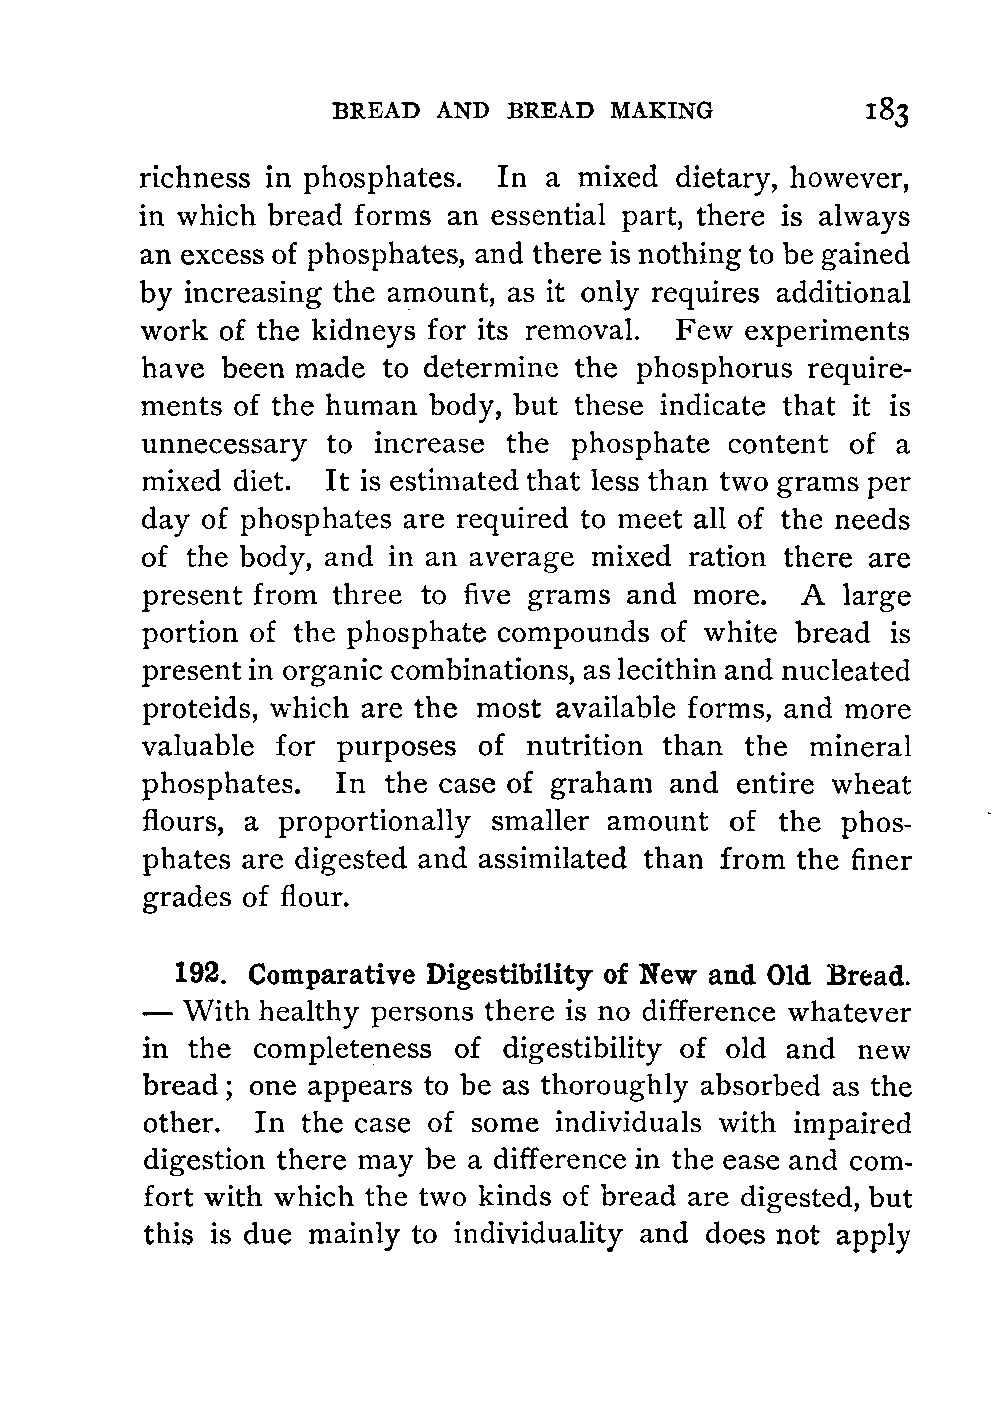 BREAD AND BREAD MAKING 183
richness in phosphates. In a mixed dietary, however,
in which bread forms an essential part, there is always
an excess of phosphates, and there is nothing to be gained
by increasing the amount, as it only requires additional
work of the kidneys for its removal. Few experiments
have been made to determine the phosphorus require-
ments of the human body, but these indicate that it is
unnecessary to increase the phosphate content of a
mixed diet. It is estimated that less than two grams per
day of phosphates are required to meet all of the needs
of the body, and in an average mixed ration there are
present from three to five grams and more. A large
portion of the phosphate compounds of white bread is
present in organic combinations, as lecithin and nucleated
proteids, which are the most available forms, and more
valuable for purposes of nutrition than the mineral
phosphates. In the case of graham and entire wheat
flours, a proportionally smaller amount of the phos-
phates are digested and assimilated than from the finer
grades of flour.
192. Comparative Digestibility of New and Old Bread.
— With healthy persons there is no difference whatever
in the completeness of digestibility of old and new
bread; one appears to be as thoroughly absorbed as the
other. In the case of some individuals with impaired
digestion there may be a difference in the ease and com-
fort with which the two kinds of bread are digested, but
this is due mainly to individuality and does not apply